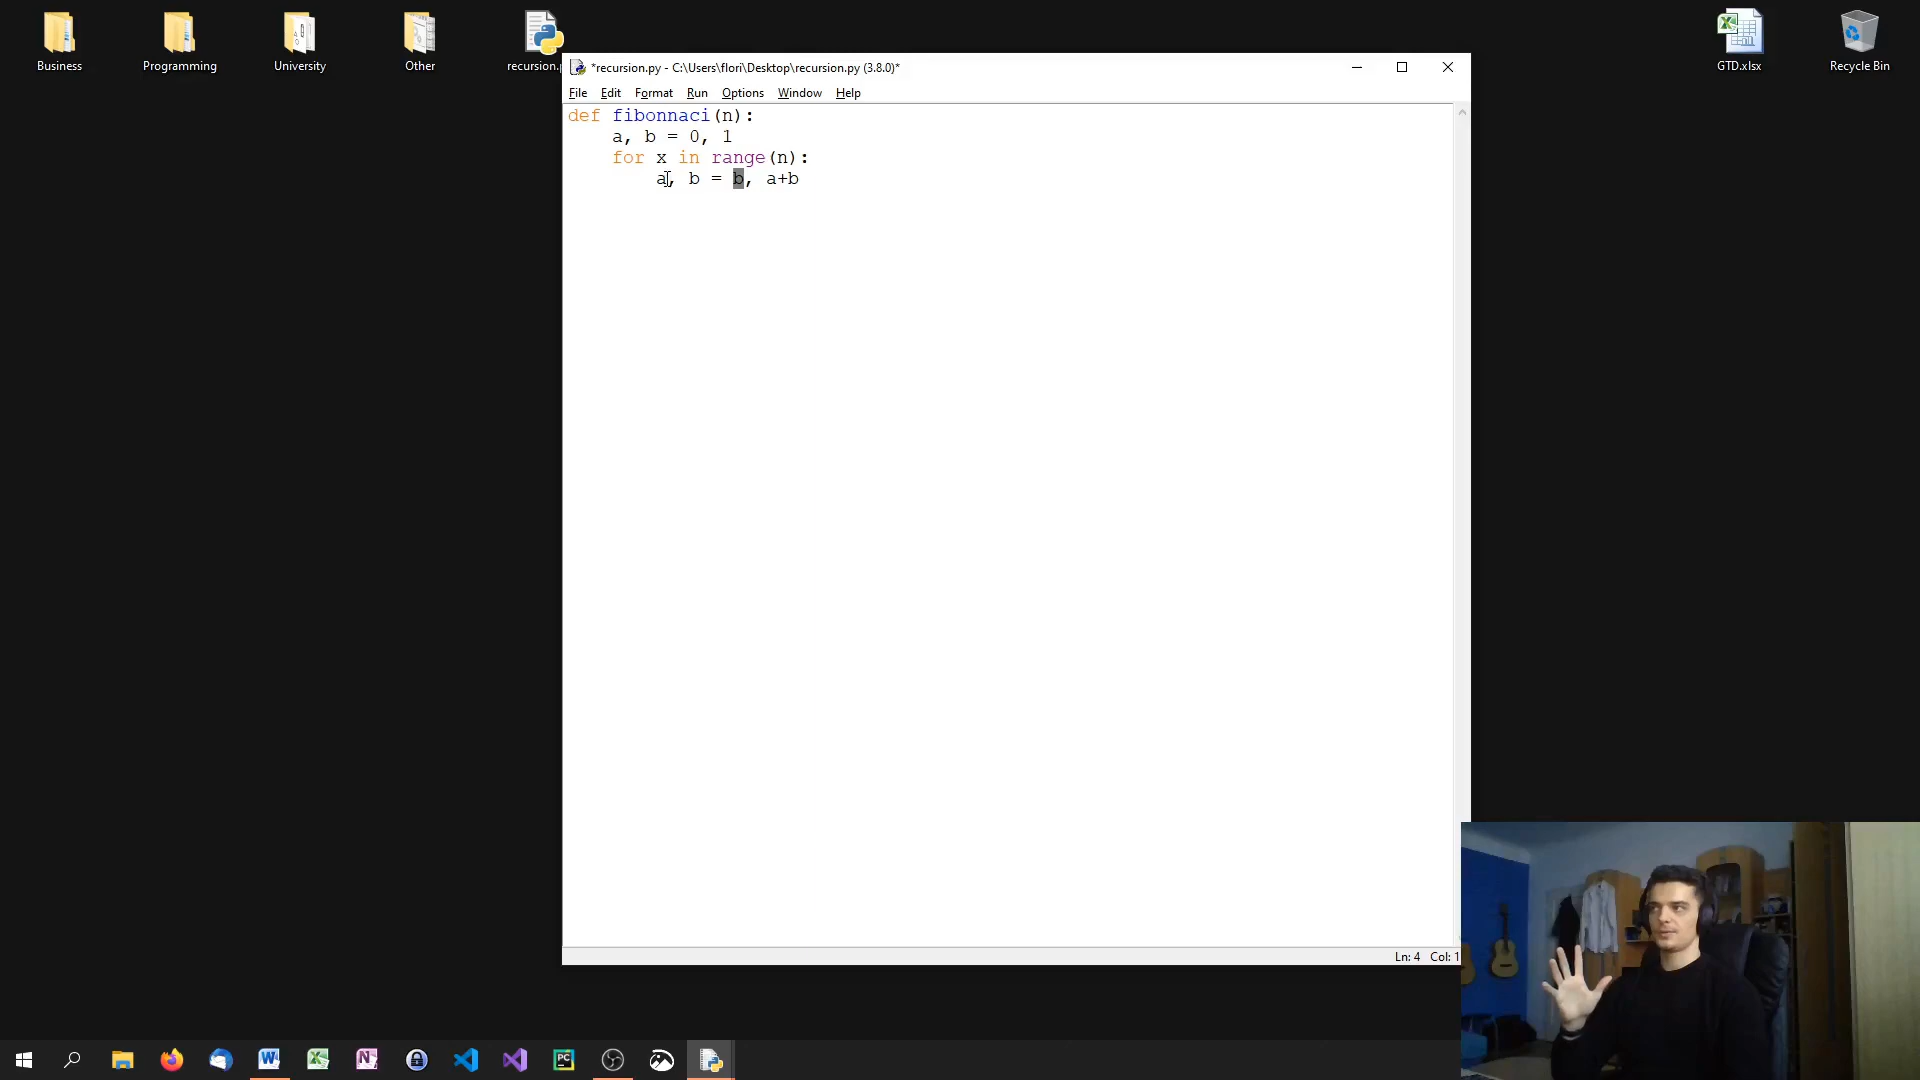 Business
Programming
University
Other
recursion.
GTD.xlsx
Recycle Bin
*recursion.py - C:\Users\flori\Desktop\recursion.py (3.8.0)*
File Edit Format Run Options Window Help
def fibonnaci(n):
    a, b = 0, 1
    for x in range(n):
        a, b = b, a+b
Ln: 4 Col: 1